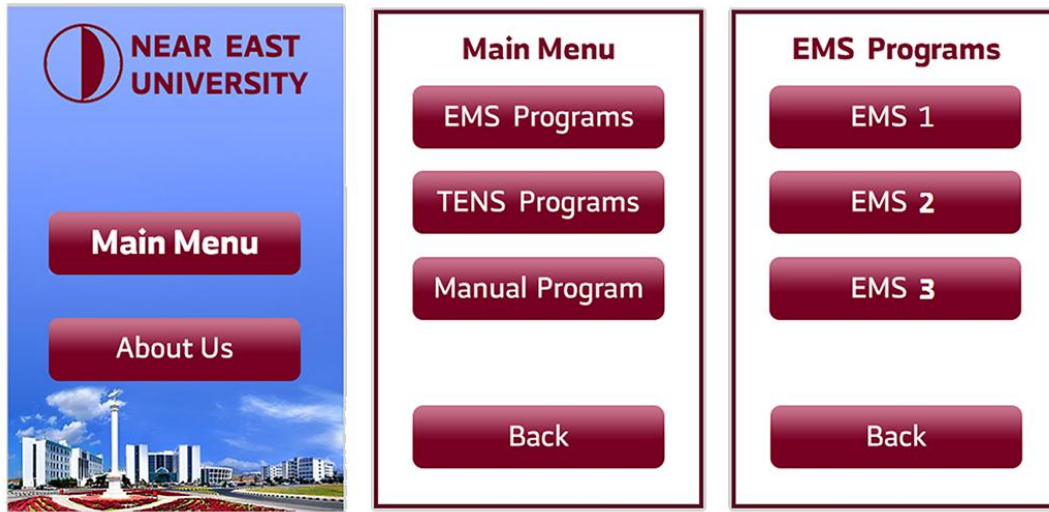 NEAR EAST
UNIVERSITY
Main Menu
About Us
Main Menu
EMS Programs
TENS Programs
Manual Program
Back
EMS Programs
EMS 1
EMS 2
EMS 3
Back